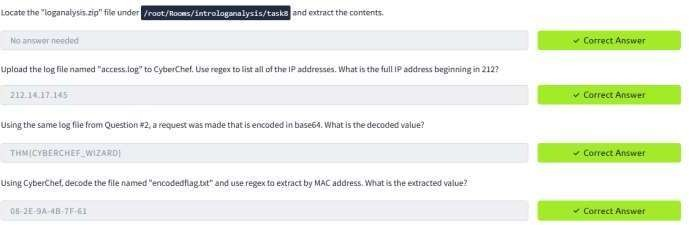 Locate the "loganalysis.zip" file under /root/Rooms/introloganalysis/task8 and extract the contents.
No answer needed ✓ Correct Answer
Upload the log file named "access.log" to CyberChef. Use regex to list all of the IP addresses. What is the full IP address beginning in 212?
212.14.17.145 ✓ Correct Answer
Using the same log file from Question #2, a request was made that is encoded in base64. What is the decoded value?
THM{CYBERCHEF_WIZARD} ✓ Correct Answer
Using CyberChef, decode the file named "encodedflag.txt" and use regex to extract by MAC address. What is the extracted value?
08-2E-9A-4B-7F-61 ✓ Correct Answer